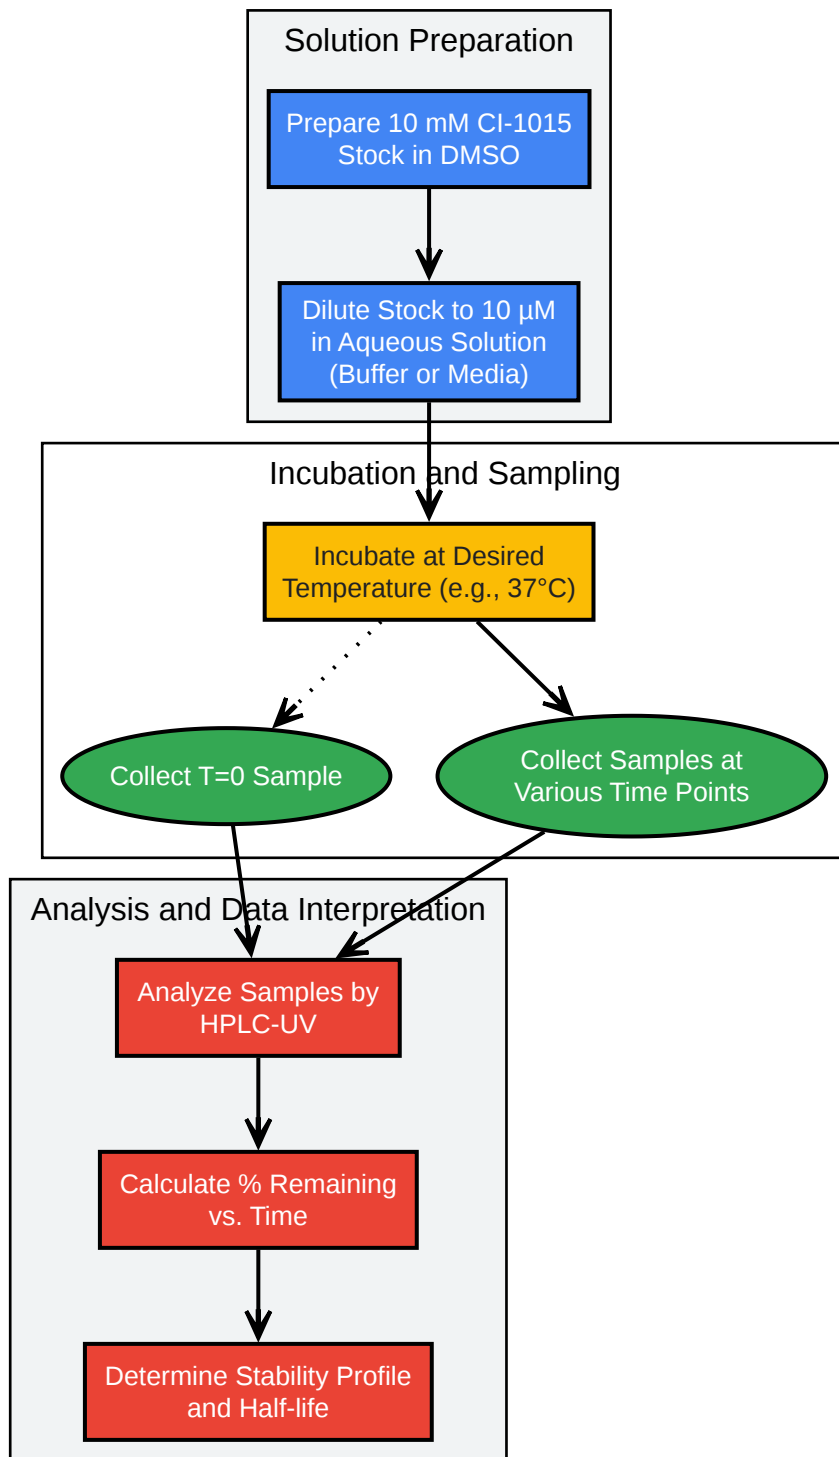 Solution Preparation
Prepare 10 mM CI-1015
Stock in DMSO
Dilute Stock to 10 µM
in Aqueous Solution
(Buffer or Media)
Incubation and Sampling
Incubate at Desired
Temperature (e.g., 37°C)
Collect T=0 Sample
Collect Samples at
Various Time Points
Analysis and Data Interpretation
Analyze Samples by
HPLC-UV
Calculate % Remaining
vs. Time
Determine Stability Profile
and Half-life